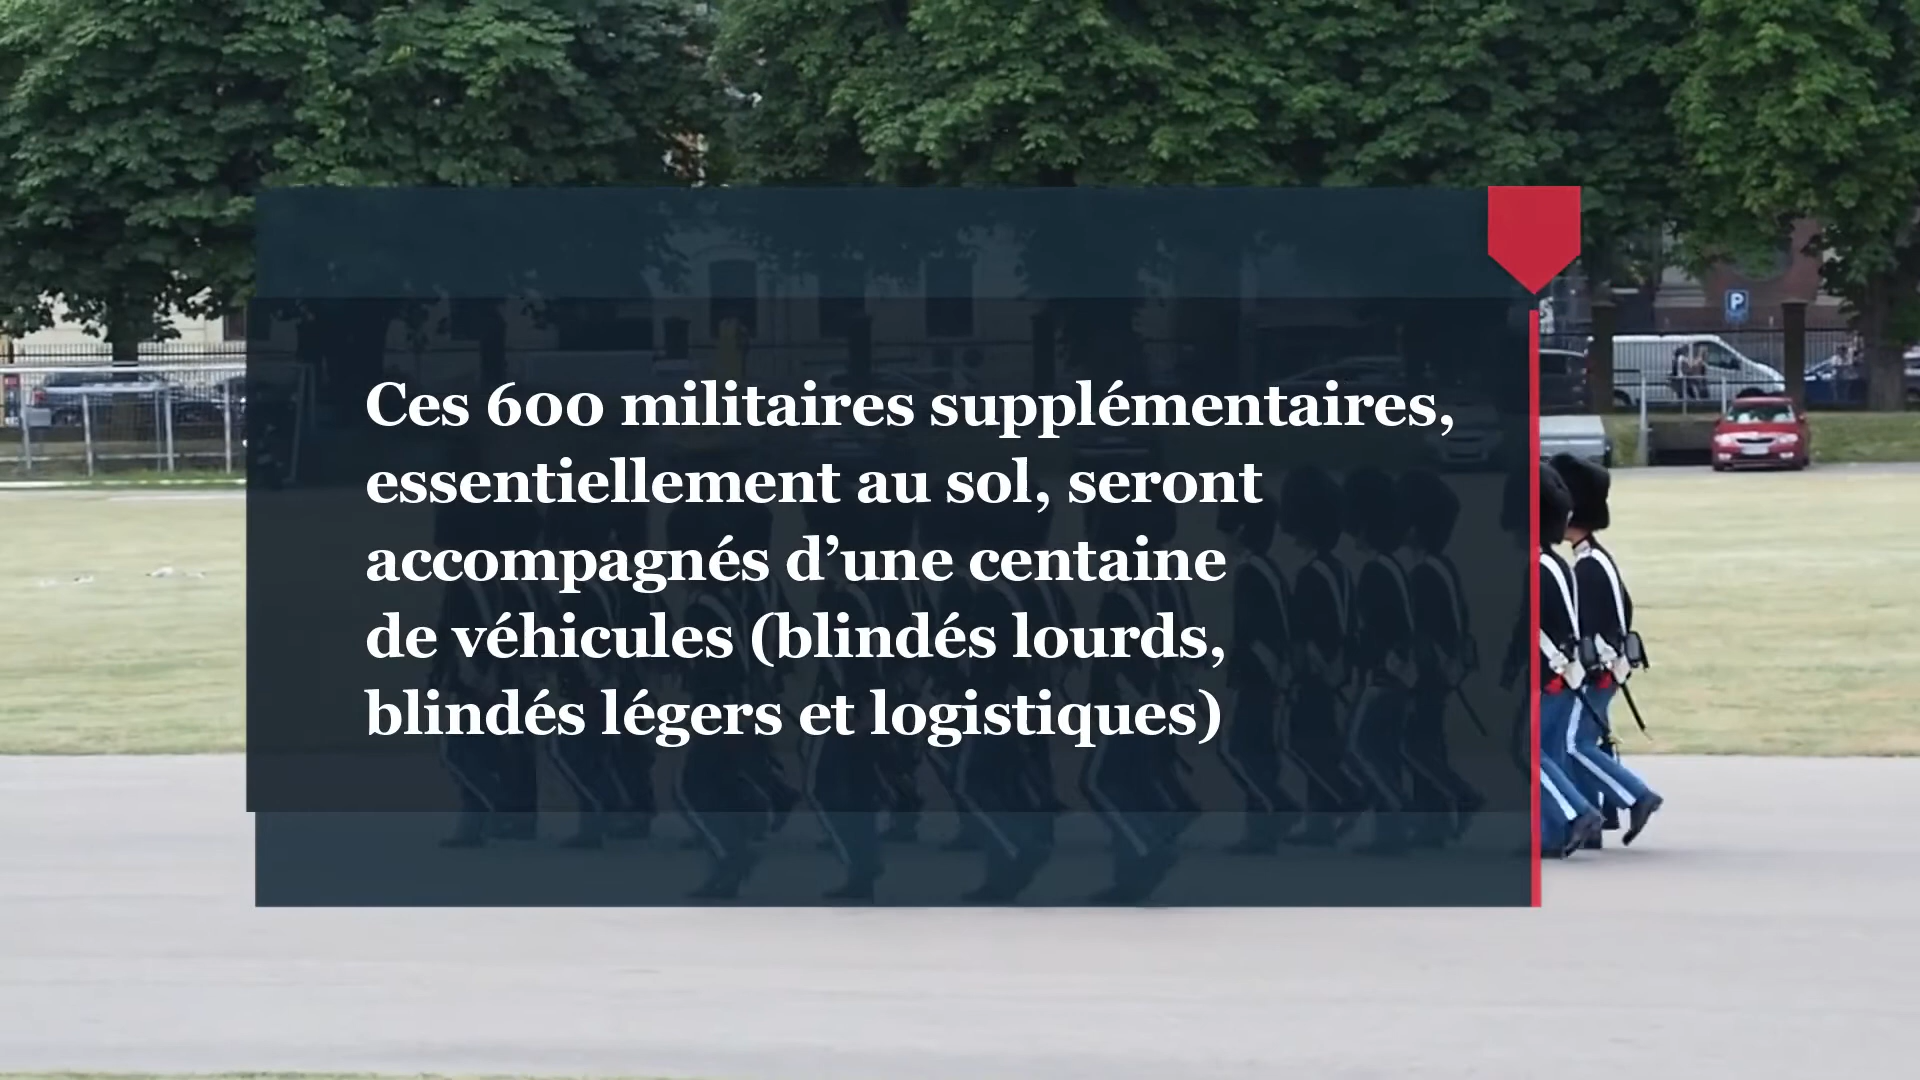 Ces 600 militaires supplémentaires,
essentiellement au sol, seront
accompagnés d’une centaine
de véhicules (blindés lourds,
blindés légers et logistiques)
P